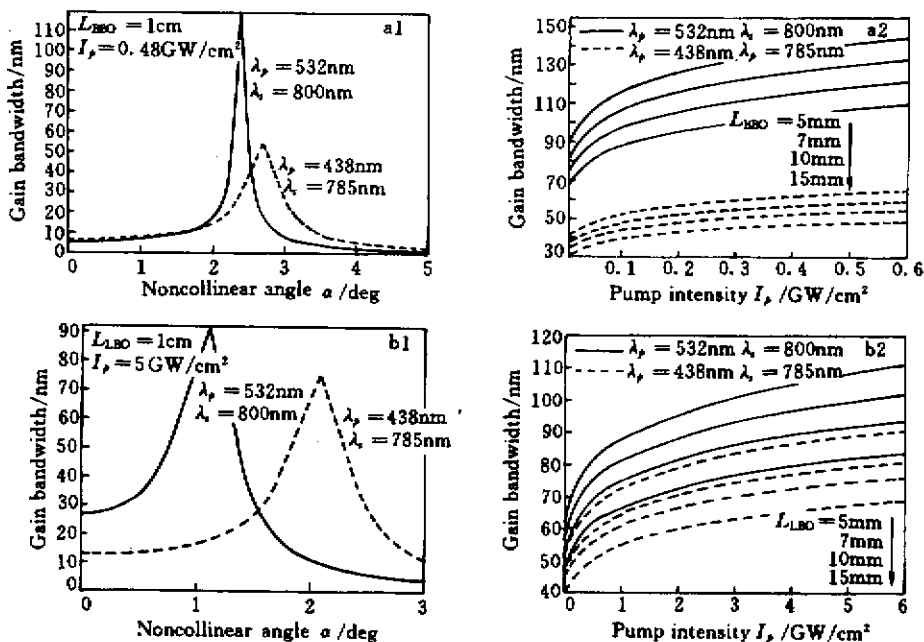 a1
L_BBO=1cm
I_p=0.48GW/cm²
λ_p=532nm
λ_s=800nm
λ_p=438nm
λ_s=785nm
110
100
90
80
70
60
50
40
30
20
10
0
0 1 2 3 4 5
Gain bandwidth/nm
Noncollinear angle α/deg
a2
λ_p=532nm λ_s=800nm
λ_p=438nm λ_p=785nm
L_BBO=5mm
7mm
10mm
15mm
150
130
110
90
70
50
30
0.1 0.2 0.3 0.4 0.5 0.6
Gain bandwidth/nm
Pump intensity I_p/GW/cm²
b1
L_LBO=1cm
I_p=5GW/cm²
λ_p=532nm
λ_s=800nm
λ_p=438nm
λ_s=785nm
90
80
70
60
50
40
30
20
10
0
0 1 2 3
Gain bandwidth/nm
Noncollinear angle α/deg
b2
λ_p=532nm λ_s=800nm
λ_p=438nm λ_s=785nm
L_LBO=5mm
7mm
10mm
15mm
120
110
100
90
80
70
60
50
40
0 1 2 3 4 5 6
Gain bandwidth/nm
Pump intensity I_p/GW/cm²